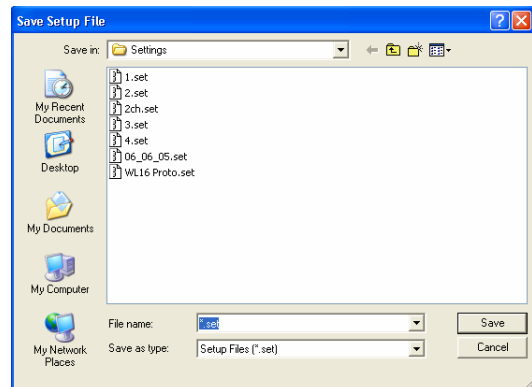 Save Setup File
Save in: Settings
My Recent
Documents
Desktop
My Documents
My Computer
My Network
Places
1.set
2.set
2ch.set
3.set
4.set
06_06_05.set
WL16 Proto.set
File name: *.set
Save
Save as type: Setup Files (*.set)
Cancel